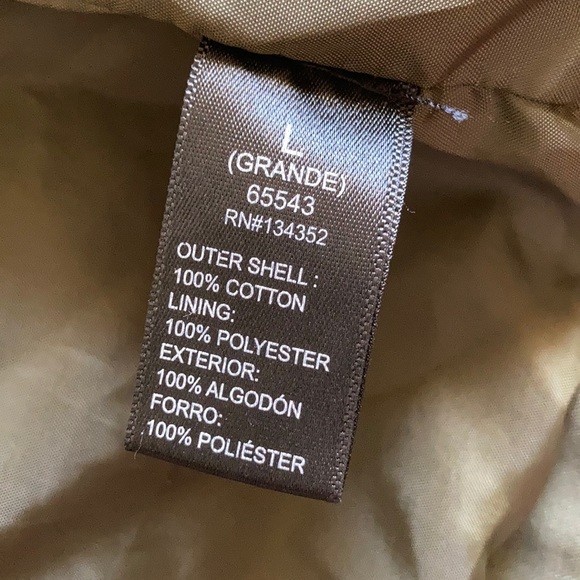 L
(GRANDE)
65543
RN#134352
OUTER SHELL :
100% COTTON
LINING:
100% POLYESTER
EXTERIOR:
100% ALGODÓN
FORRO:
100% POLIÉSTER